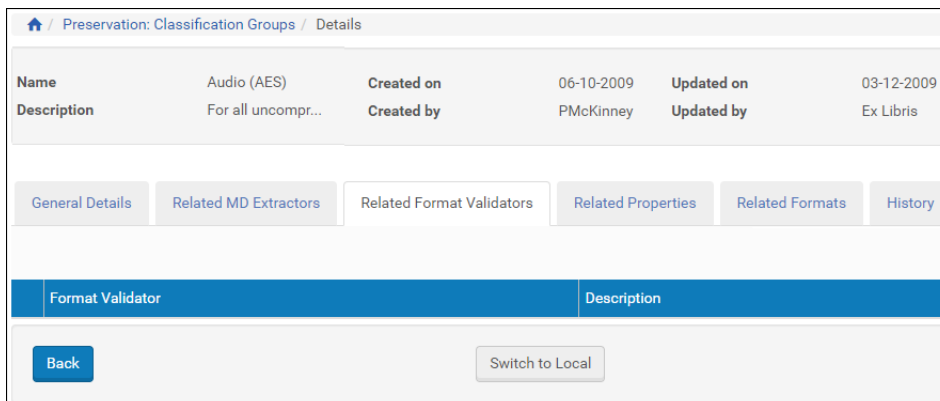 / Preservation: Classification Groups / Details
Name Audio (AES) Created on 06-10-2009 Updated on 03-12-2009
Description For all uncompr... Created by PMcKinney Updated by Ex Libris
General Details Related MD Extractors Related Format Validators Related Properties Related Formats History
Format Validator Description
Back Switch to Local